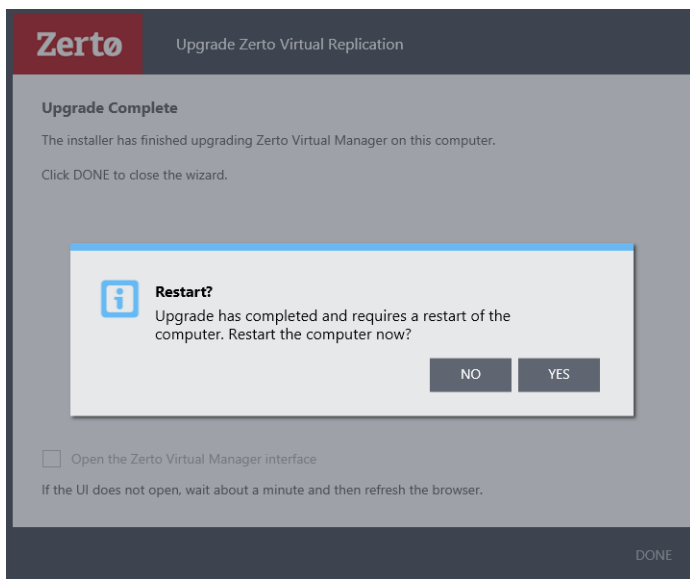 Zertø
Upgrade Zerto Virtual Replication
Upgrade Complete
The installer has finished upgrading Zerto Virtual Manager on this computer.
Click DONE to close the wizard.
Restart?
Upgrade has completed and requires a restart of the
computer. Restart the computer now?
NO
YES
Open the Zerto Virtual Manager interface
If the UI does not open, wait about a minute and then refresh the browser.
DONE